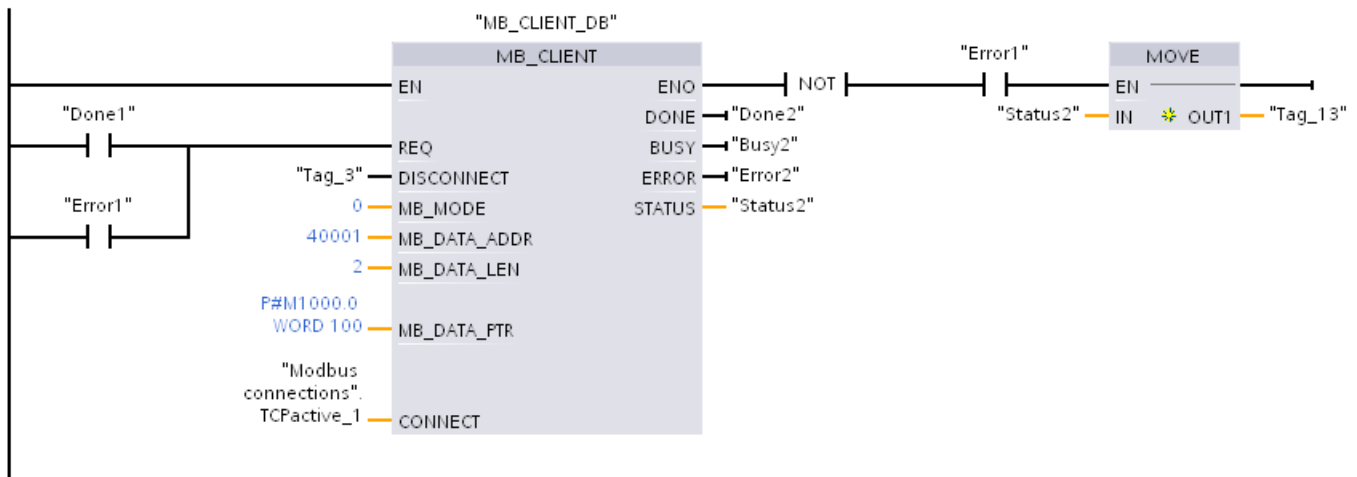 "MB_CLIENT_DB"
MB_CLIENT
EN
ENO
NOT
"Error1"
MOVE
EN
"Done1"
DONE
"Done2"
"Status2"
IN
OUT1
"Tag_13"
REQ
BUSY
"Busy2"
"Tag_3"
DISCONNECT
ERROR
"Error2"
"Error1"
0
MB_MODE
STATUS
"Status2"
40001
MB_DATA_ADDR
2
MB_DATA_LEN
P#M1000.0
WORD 100
MB_DATA_PTR
"Modbus
connections".
TCPactive_1
CONNECT